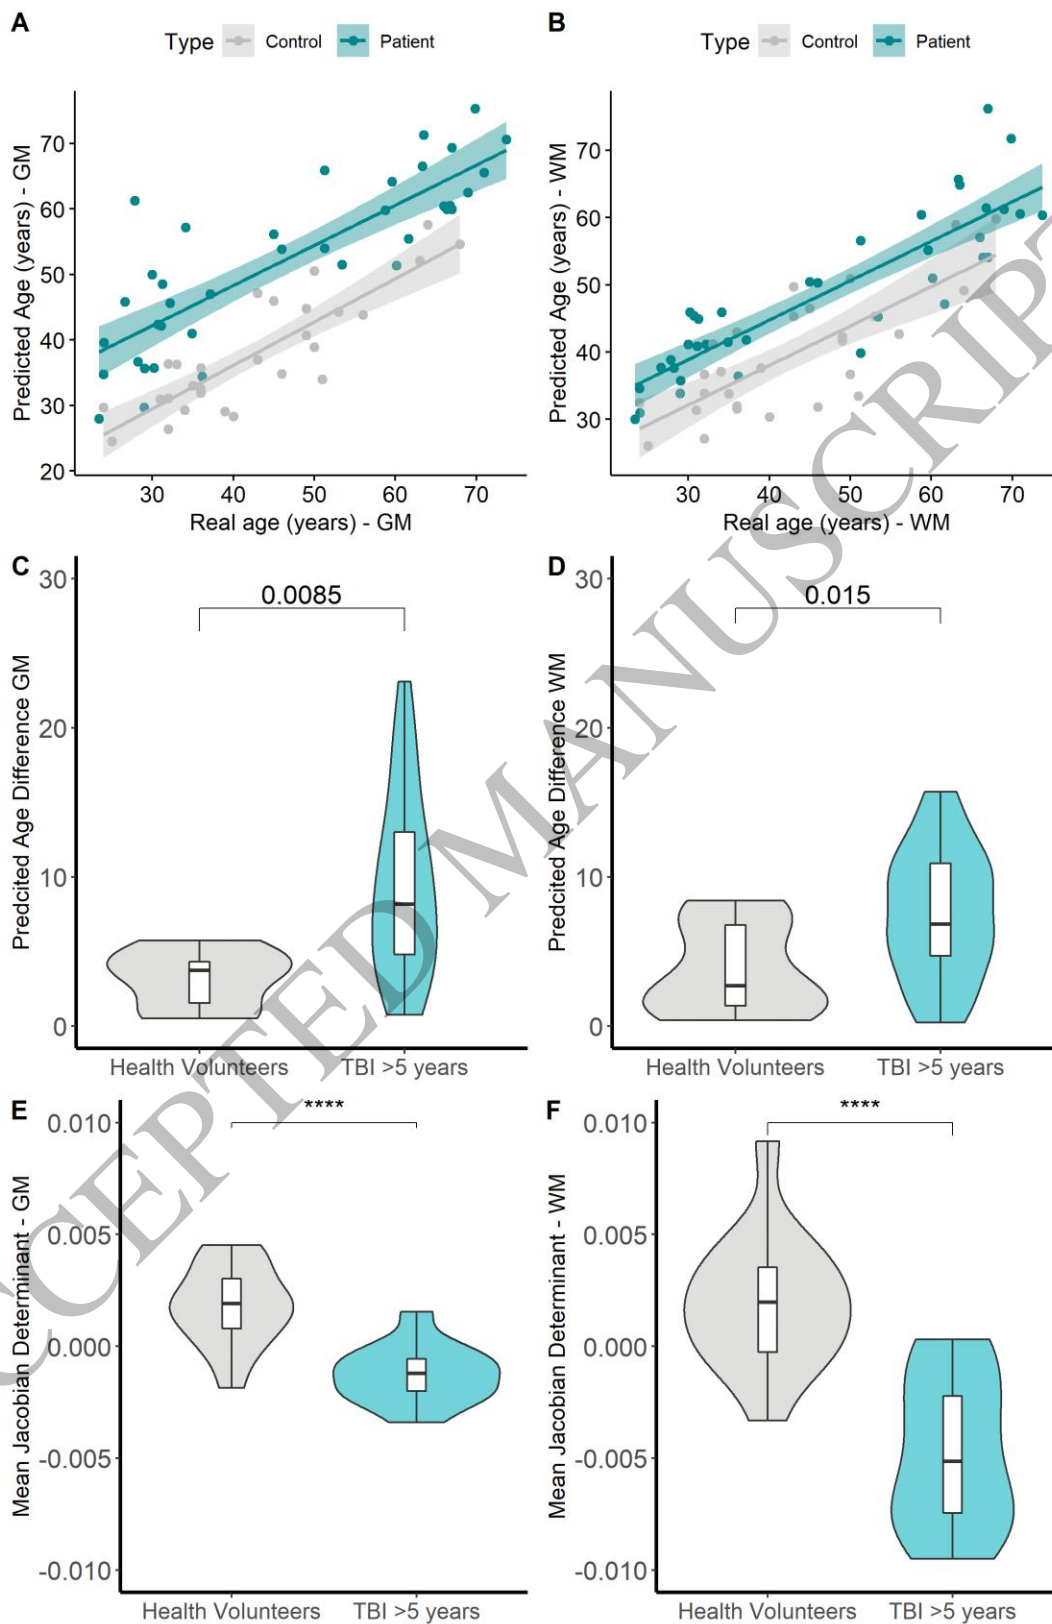 A
Type Control Patient
B
Type Control Patient
Predicted Age (years) - GM
70
60
50
40
30
20
30 40 50 60 70
Real age (years) - GM
Predicted Age (years) - WM
70
60
50
40
30
30 40 50 60 70
Real age (years) - WM
C
Predcited Age Difference GM
30
20
10
0
0.0085
Health Volunteers TBI >5 years
D
Predcited Age Difference WM
30
20
10
0
0.015
Health Volunteers TBI >5 years
E
Mean Jacobian Determinant - GM
0.010
0.005
0.000
-0.005
-0.010
****
Health Volunteers TBI >5 years
F
Mean Jacobian Determinant - WM
0.010
0.005
0.000
-0.005
-0.010
****
Health Volunteers TBI >5 years
CCEPTED MANUSCRIPT